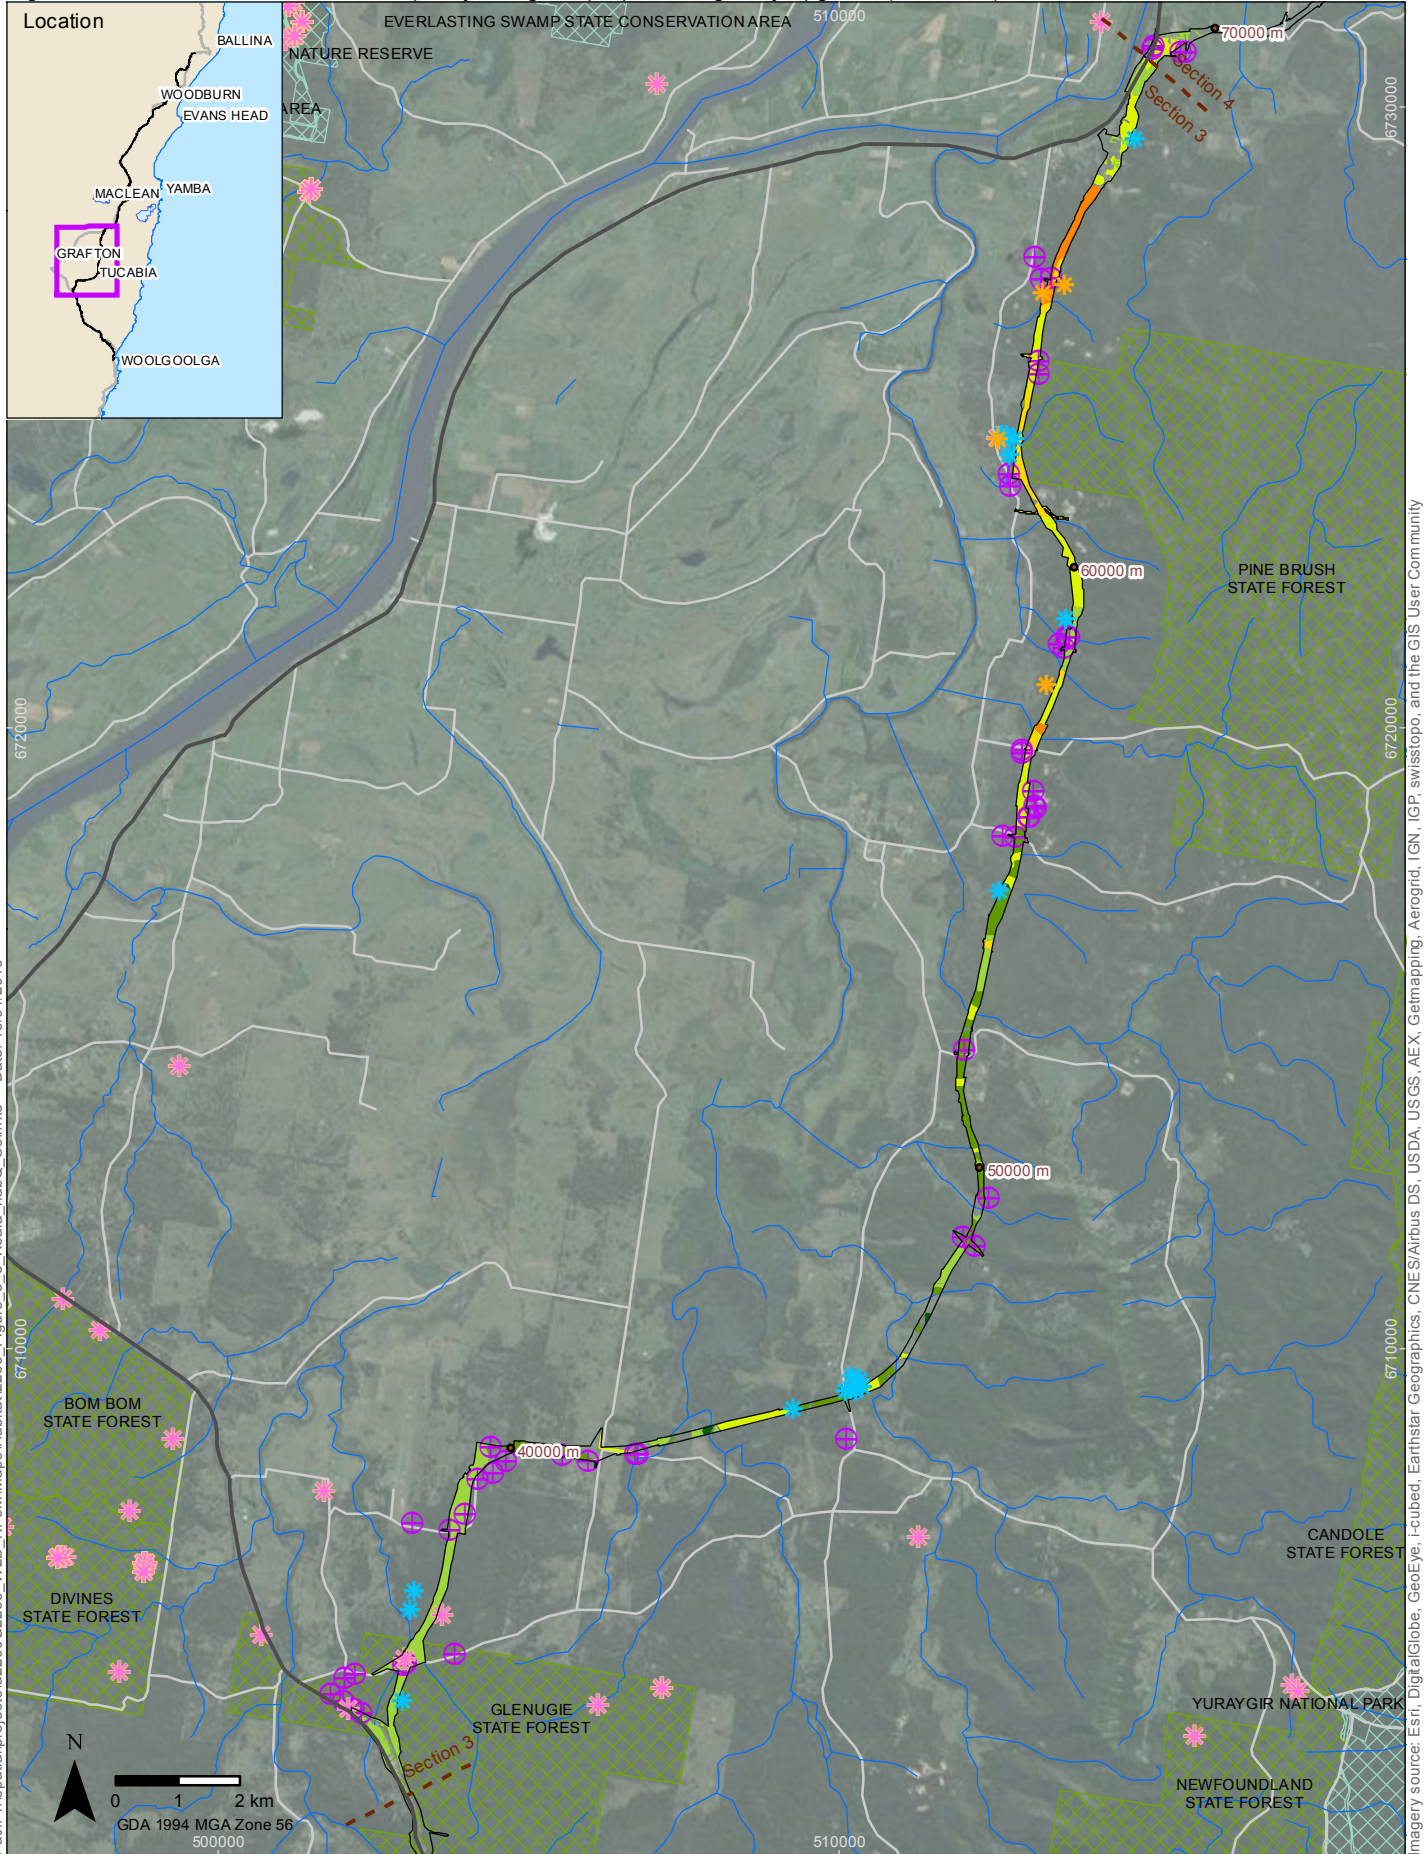 Location
BALLINA
WOODBURN
EVANS HEAD
MACLEAN
YAMBA
GRAFTON
TUCABIA
WOOLGOOLGA
EVERLASTING SWAMP STATE CONSERVATION AREA
NATURE RESERVE
AREA
510000
70000 m
Section 4
Section 3
6730000
60000 m
PINE BRUSH
STATE FOREST
6720000
6720000
50000 m
6710000
6710000
BOM BOM
STATE FOREST
40000 m
CANDOLE
STATE FOREST
DIVINES
STATE FOREST
GLENUGIE
STATE FOREST
YURAYGIR NATIONAL PARK
Section 3
NEWFOUNDLAND
STATE FOREST
N
0 1 2 km
GDA 1994 MGA Zone 56
500000
510000
Imagery source: Esri, DigitalGlobe, GeoEye, i-cubed, Earthstar Geographics, CNES/Airbus DS, USDA, USGS, AEX, Getmapping, Aerogrid, IGN, IGP, swisstopo, and the GIS User Community